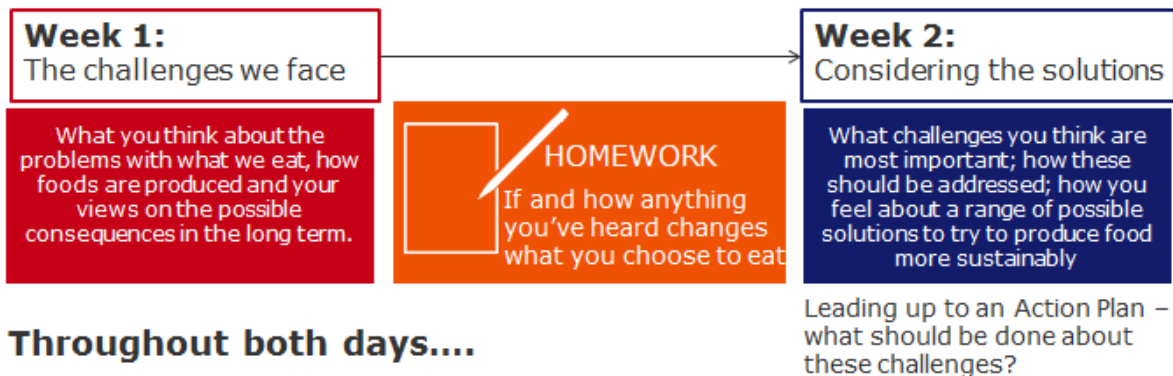 Week 1:
The challenges we face
What you think about the
problems with what we eat, how
foods are produced and your
views on the possible
consequences in the long term.
HOMEWORK
If and how anything
you've heard changes
what you choose to eat
Week 2:
Considering the solutions
What challenges you think are
most important; how these
should be addressed; how you
feel about a range of possible
solutions to try to produce food
more sustainably
Leading up to an Action Plan –
what should be done about
these challenges?
Throughout both days....